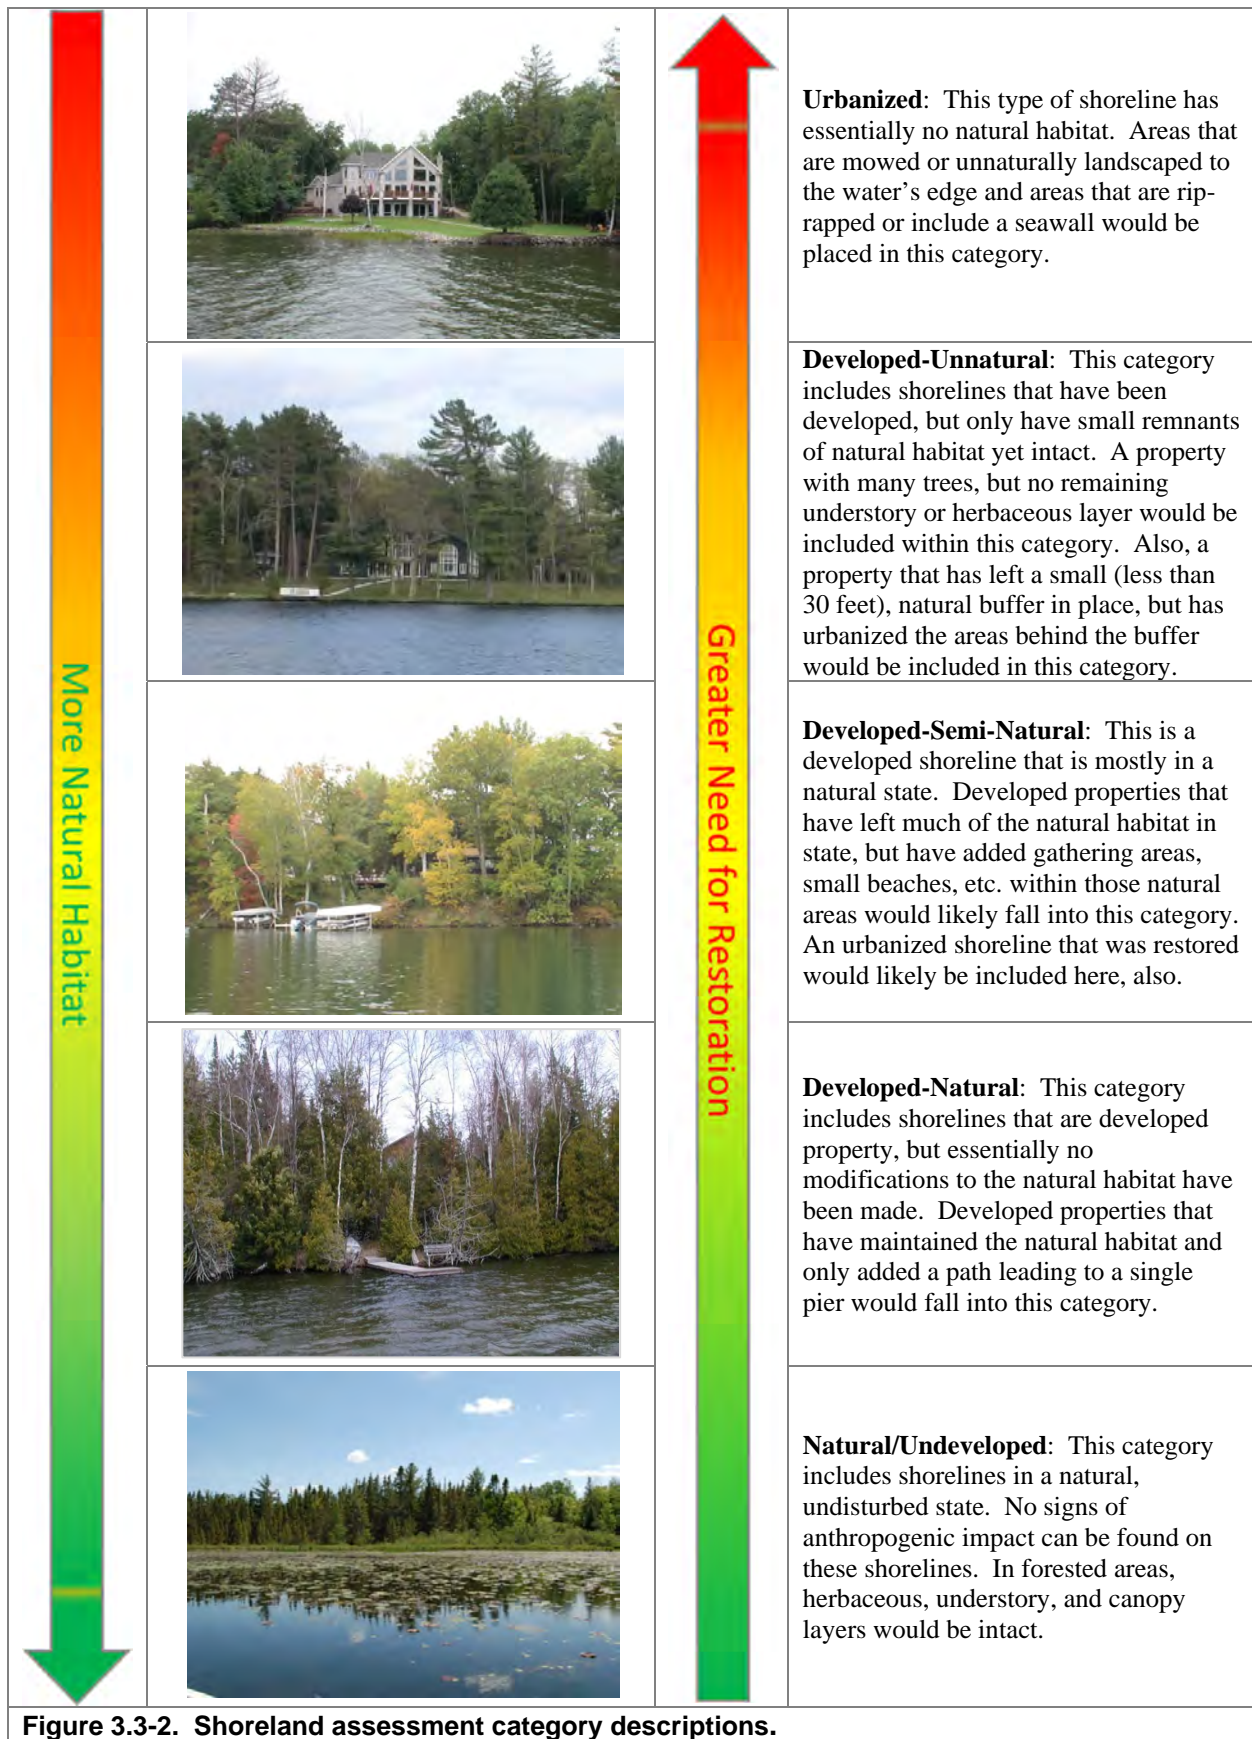 More Natural Habitat
Greater Need for Restoration
Urbanized: This type of shoreline has
essentially no natural habitat. Areas that
are mowed or unnaturally landscaped to
the water's edge and areas that are rip-
rapped or include a seawall would be
placed in this category.
Developed-Unnatural: This category
includes shorelines that have been
developed, but only have small remnants
of natural habitat yet intact. A property
with many trees, but no remaining
understory or herbaceous layer would be
included within this category. Also, a
property that has left a small (less than
30 feet), natural buffer in place, but has
urbanized the areas behind the buffer
would be included in this category.
Developed-Semi-Natural: This is a
developed shoreline that is mostly in a
natural state. Developed properties that
have left much of the natural habitat in
state, but have added gathering areas,
small beaches, etc. within those natural
areas would likely fall into this category.
An urbanized shoreline that was restored
would likely be included here, also.
Developed-Natural: This category
includes shorelines that are developed
property, but essentially no
modifications to the natural habitat have
been made. Developed properties that
have maintained the natural habitat and
only added a path leading to a single
pier would fall into this category.
Natural/Undeveloped: This category
includes shorelines in a natural,
undisturbed state. No signs of
anthropogenic impact can be found on
these shorelines. In forested areas,
herbaceous, understory, and canopy
layers would be intact.
Figure 3.3-2. Shoreland assessment category descriptions.